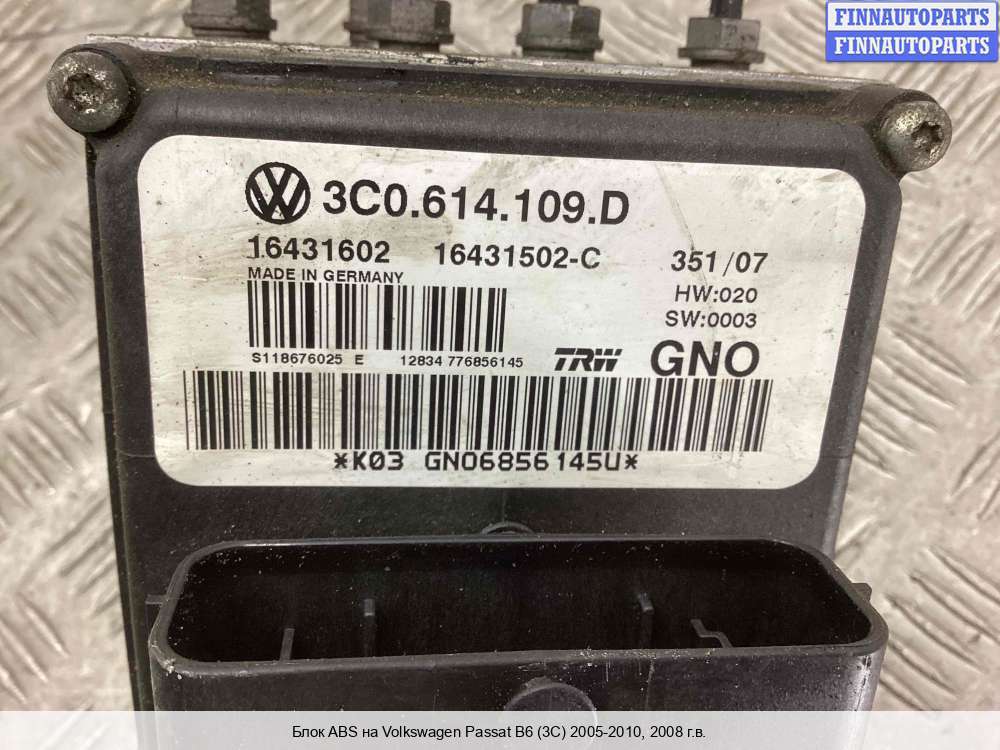 FINNAUTOPARTS
FINNAUTOPARTS
3C0.614.109.D
16431602 16431502-C 351/07
MADE IN GERMANY HW:020
SW:0003
S118676025 E 12834 776856145 TRW GNO
*K03 GNO6856145U*
Блок ABS на Volkswagen Passat B6 (3C) 2005-2010, 2008 г.в.